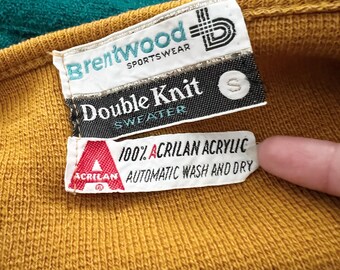 Brentwood b
SPORTSWEAR
Double Knit S
SWEATER
A 100% ACRILAN ACRYLIC
ACRILAN ® AUTOMATIC WASH AND DRY